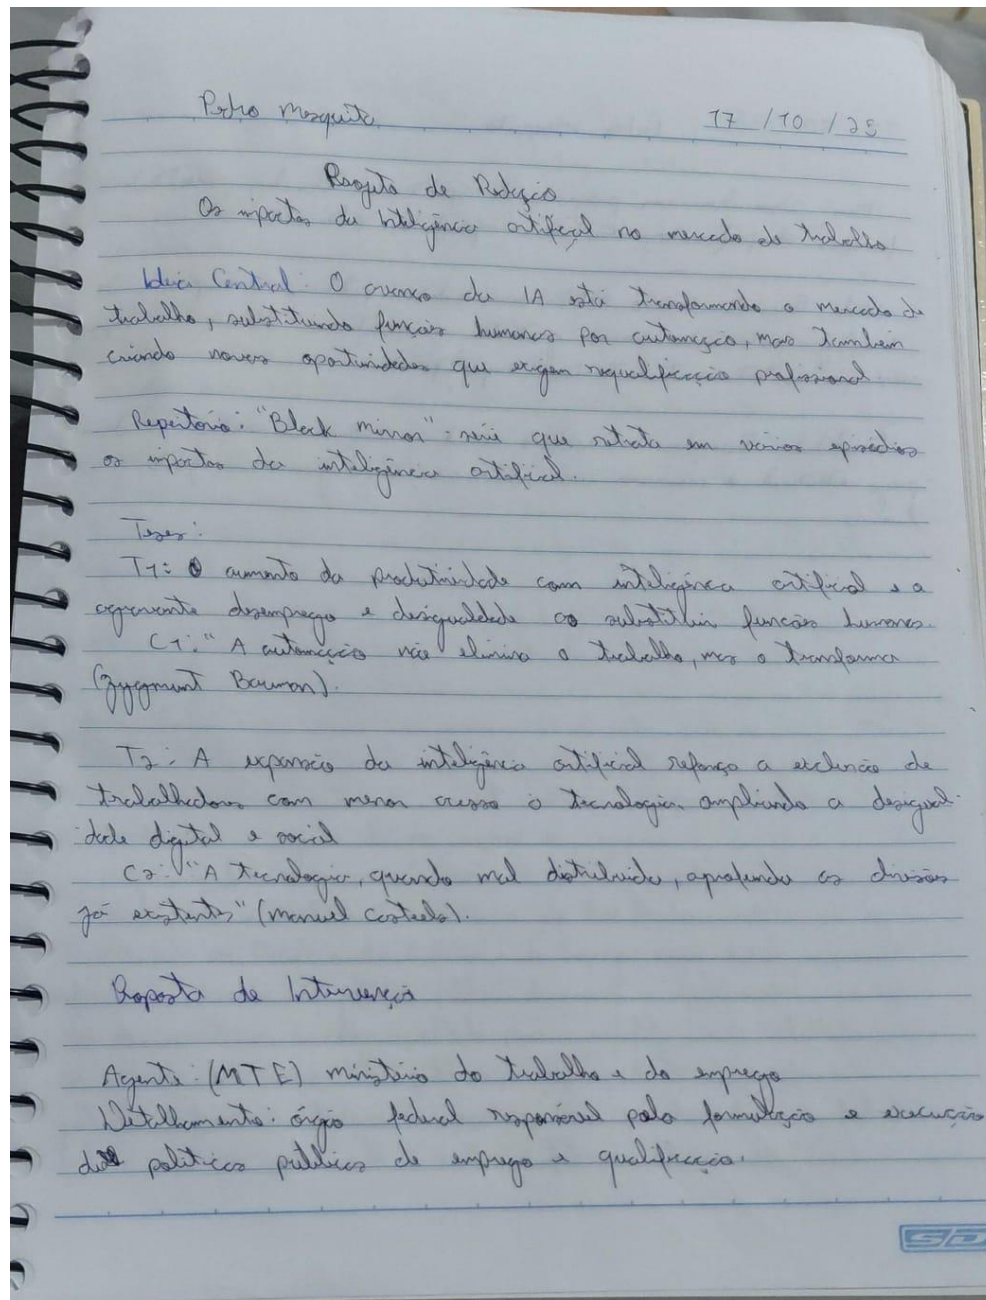 Pedro Mesquita 17/10/25
Projeto de Redação
Os impactos da Inteligência artificial no mercado de trabalho
Ideia Central: O avanço da IA está transformando o mercado de
trabalho, substituindo funções humanas por automação, mas também
criando novas oportunidades que exigem requalificação profissional.
Repertório: "Black mirror" - série que retrata em vários episódios
os impactos da inteligência artificial.
Teses:
T1: O aumento da produtividade com inteligência artificial e o
agravante desemprego e desigualdade ao substituir funções humanas.
C1: "A automação não elimina o trabalho, mas o transforma
(Zygmunt Bauman).
T2: A expansão da inteligência artificial reforça a exclusão de
trabalhadores com menor acesso à tecnologia, ampliando a desigual-
dade digital e social
C2: "A tecnologia, quando mal distribuída, aprofunda as divisões
já existentes" (Manuel Castells).
Proposta de Intervenção
Agente: (MTE) ministério do trabalho e do emprego
Detalhamento: órgão federal responsável pela formulação e execução
das políticas públicas de emprego e qualificação.
SD